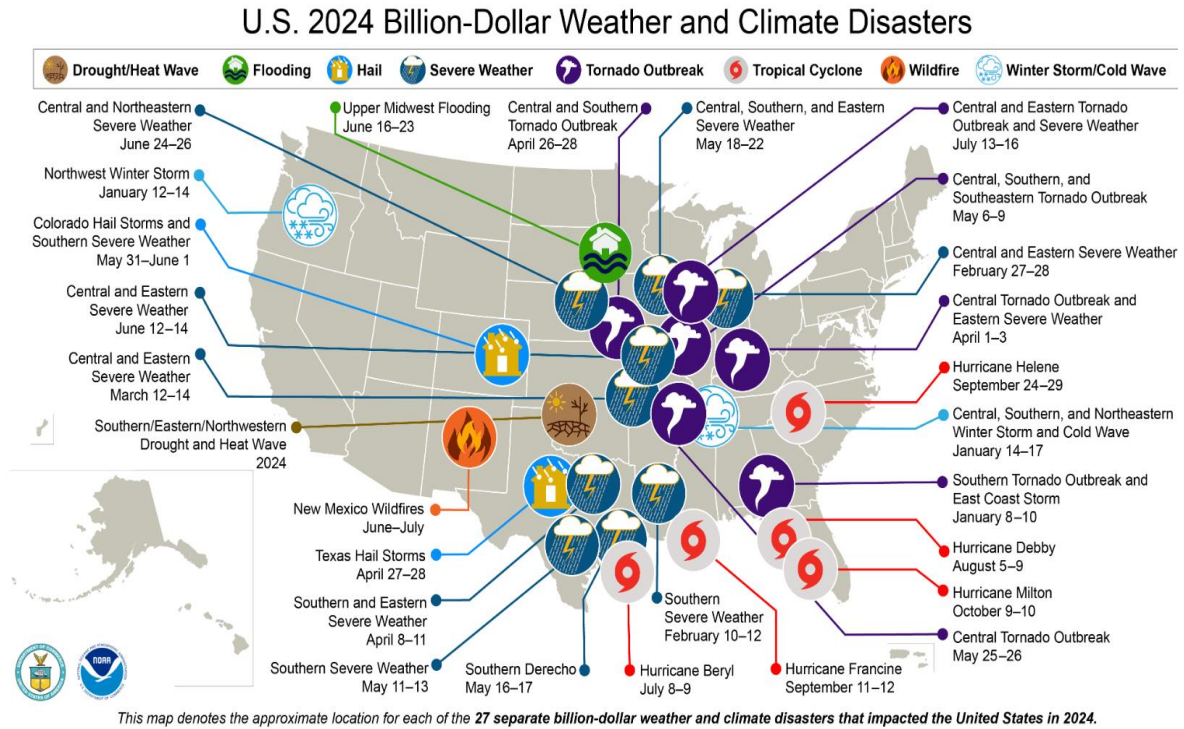 U.S. 2024 Billion-Dollar Weather and Climate Disasters
Drought/Heat Wave
Flooding
Hail
Severe Weather
Tornado Outbreak
Tropical Cyclone
Wildfire
Winter Storm/Cold Wave
Central and Northeastern
Severe Weather
June 24–26
Northwest Winter Storm
January 12–14
Colorado Hail Storms and
Southern Severe Weather
May 31–June 1
Central and Eastern
Severe Weather
June 12–14
Central and Eastern
Severe Weather
March 12–14
Southern/Eastern/Northwestern
Drought and Heat Wave
2024
New Mexico Wildfires
June–July
Texas Hail Storms
April 27–28
Southern and Eastern
Severe Weather
April 8–11
Southern Severe Weather
May 11–13
Upper Midwest Flooding
June 16–23
Central and Southern
Tornado Outbreak
April 26–28
Central, Southern, and Eastern
Severe Weather
May 18–22
Central and Eastern Tornado
Outbreak and Severe Weather
July 13–16
Central, Southern, and
Southeastern Tornado Outbreak
May 6–9
Central and Eastern Severe Weather
February 27–28
Central Tornado Outbreak and
Eastern Severe Weather
April 1–3
Hurricane Helene
September 24–29
Central, Southern, and Northeastern
Winter Storm and Cold Wave
January 14–17
Southern Tornado Outbreak and
East Coast Storm
January 8–10
Hurricane Debby
August 5–9
Hurricane Milton
October 9–10
Central Tornado Outbreak
May 25–26
Southern Derecho
May 16–17
Hurricane Beryl
July 8–9
Southern
Severe Weather
February 10–12
Hurricane Francine
September 11–12
NOAA
This map denotes the approximate location for each of the 27 separate billion-dollar weather and climate disasters that impacted the United States in 2024.